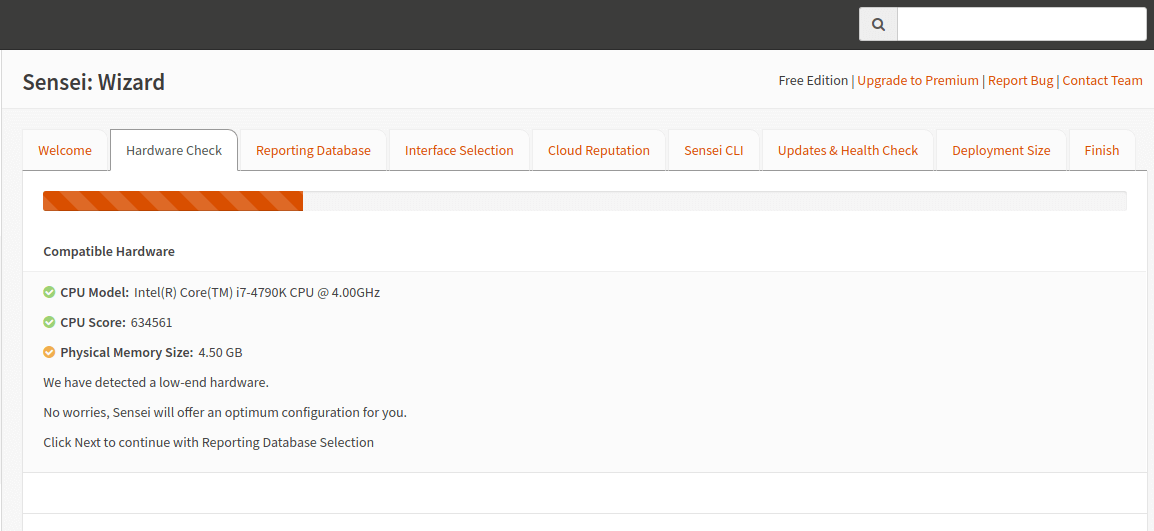 Sensei: Wizard
Free Edition | Upgrade to Premium | Report Bug | Contact Team
Welcome
Hardware Check
Reporting Database
Interface Selection
Cloud Reputation
Sensei CLI
Updates & Health Check
Deployment Size
Finish
Compatible Hardware
CPU Model: Intel(R) Core(TM) i7-4790K CPU @ 4.00GHz
CPU Score: 634561
Physical Memory Size: 4.50 GB
We have detected a low-end hardware.
No worries, Sensei will offer an optimum configuration for you.
Click Next to continue with Reporting Database Selection